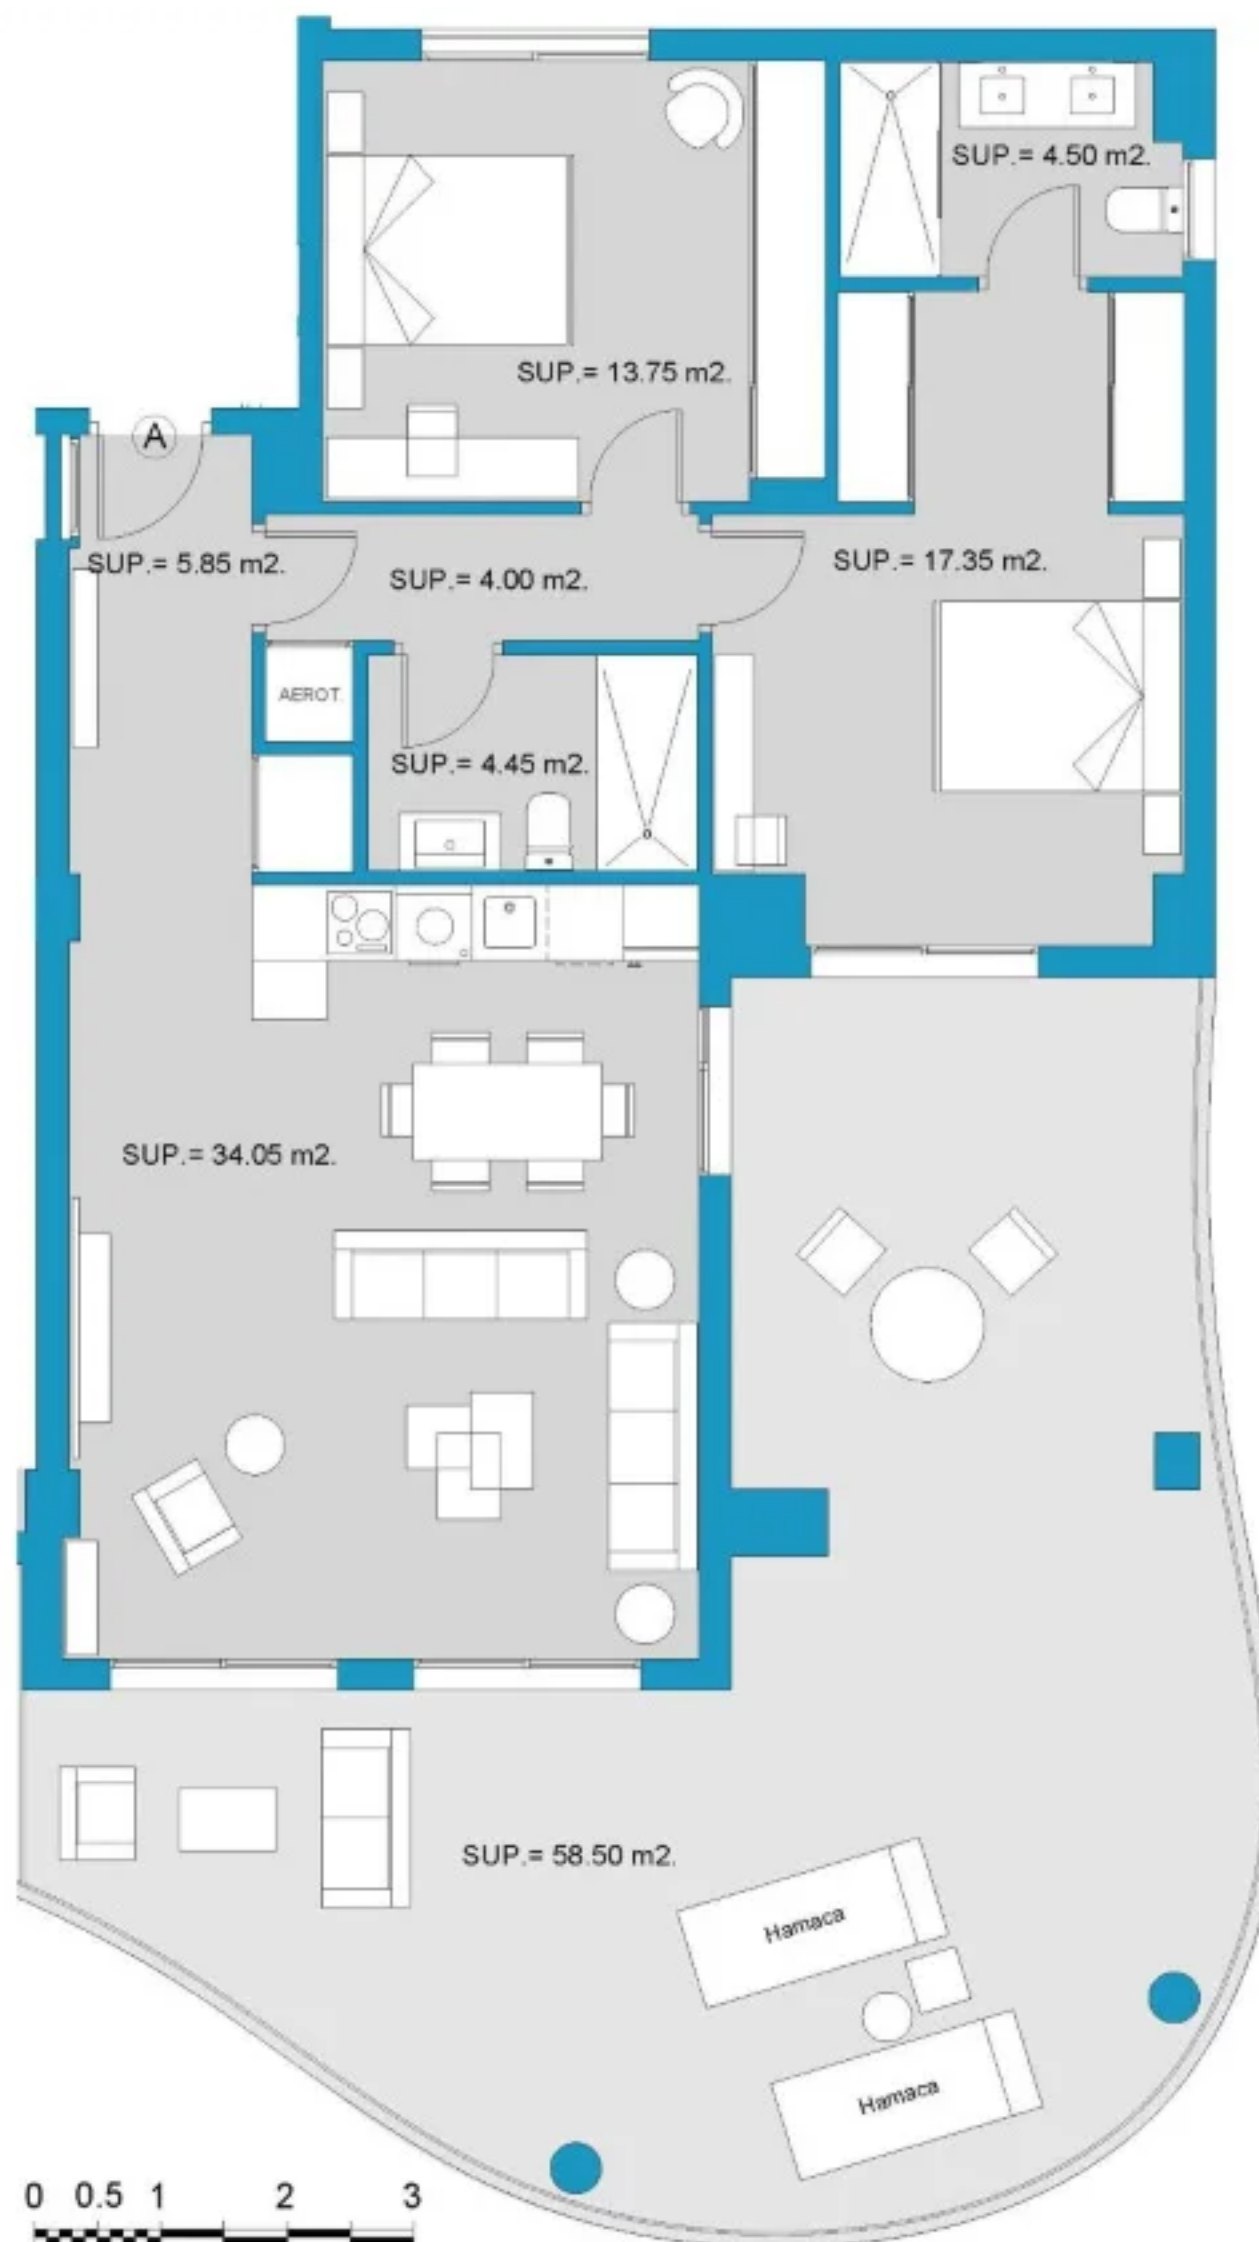 SUP.= 4.50 m2.
SUP.= 13.75 m2.
A
SUP.= 5.85 m2.
SUP.= 4.00 m2.
SUP.= 17.35 m2.
AEROT.
SUP.= 4.45 m2.
SUP.= 34.05 m2.
SUP.= 58.50 m2.
Hamaca
Hamaca
0 0.5 1 2 3